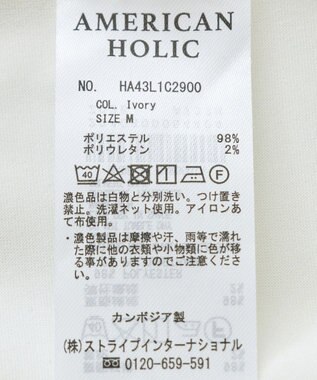 AMERICAN
HOLIC
NO. HA43L1C2900
COL. Ivory
SIZE M
ポリエステル 98%
ポリウレタン 2%
40 F
濃色品は白物と分別洗い。つけ置き
禁止。洗濯ネット使用。アイロンあ
て布使用。
・濃色製品は摩擦や汗、雨等で濡れ
た際に他の衣類や小物類に色が移
る事がありますのでご注意くださ
い。
カンボジア製
(株)ストライプインターナショナル
0120-659-591